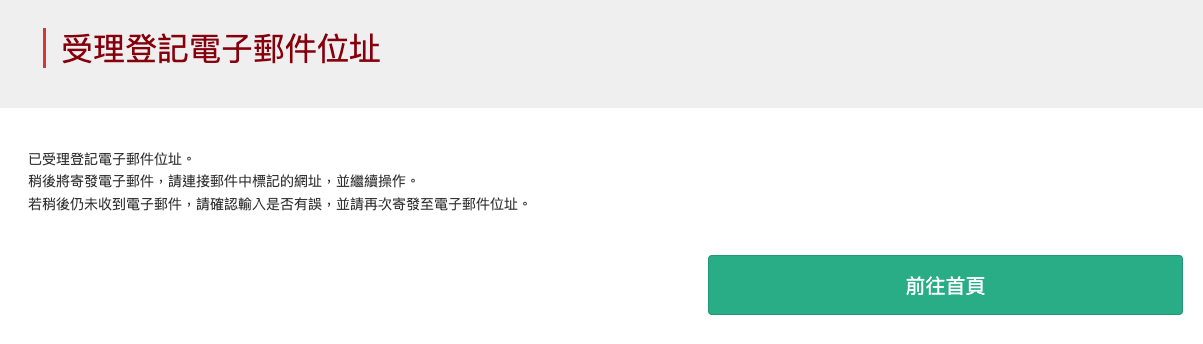 受理登記電子郵件位址
已受理登記電子郵件位址。
稍後將寄發電子郵件，請連接郵件中標記的網址，並繼續操作。
若稍後仍未收到電子郵件，請確認輸入是否有誤，並請再次寄發至電子郵件位址。
前往首頁